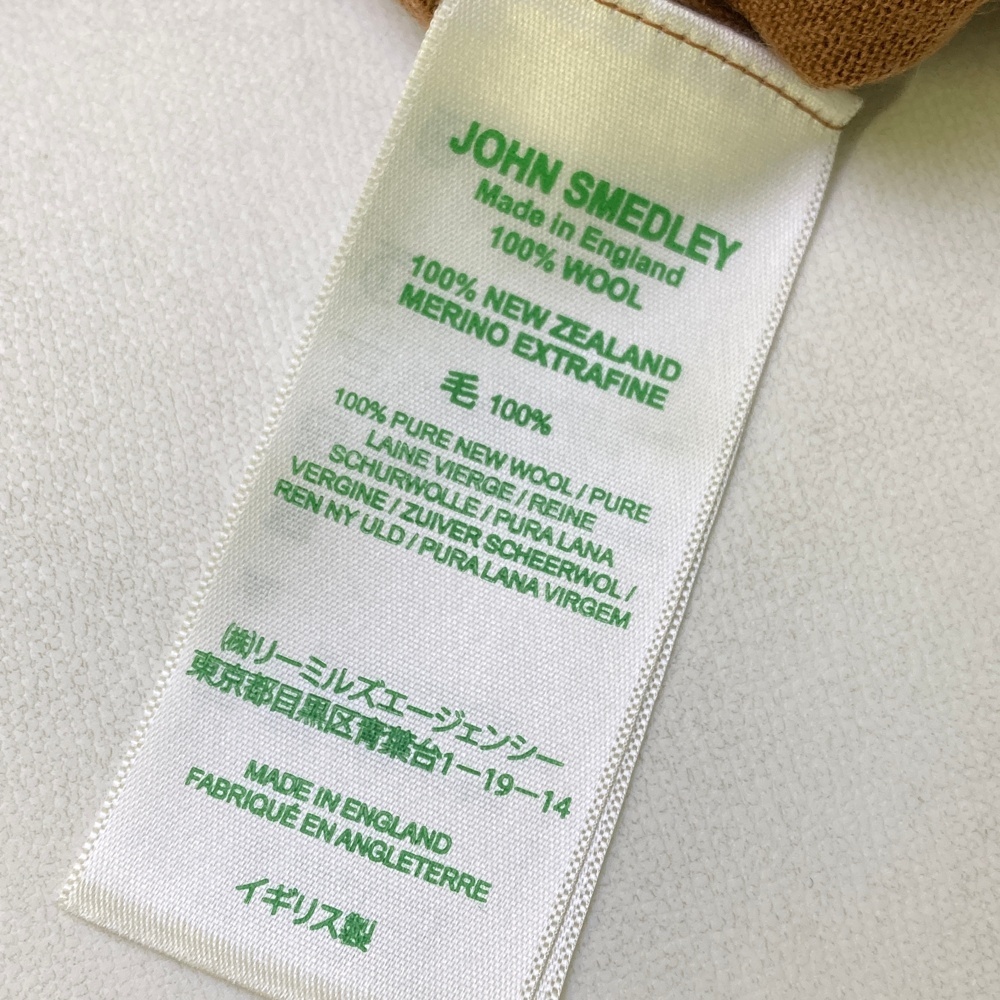 JOHN SMEDLEY
Made in England
100% WOOL
100% NEW ZEALAND
MERINO EXTRAFINE
毛 100%
100% PURE NEW WOOL / PURE
LAINE VIERGE / REINE
SCHURWOLLE / PURA LANA
VERGINE / ZUIVER SCHEERWOL /
REN NY ULD / PURA LANA VIRGEM
(株)リーミルズエージェンシー
東京都目黒区青葉台1-19-14
MADE IN ENGLAND
FABRIQUÉ EN ANGLETERRE
イギリス製